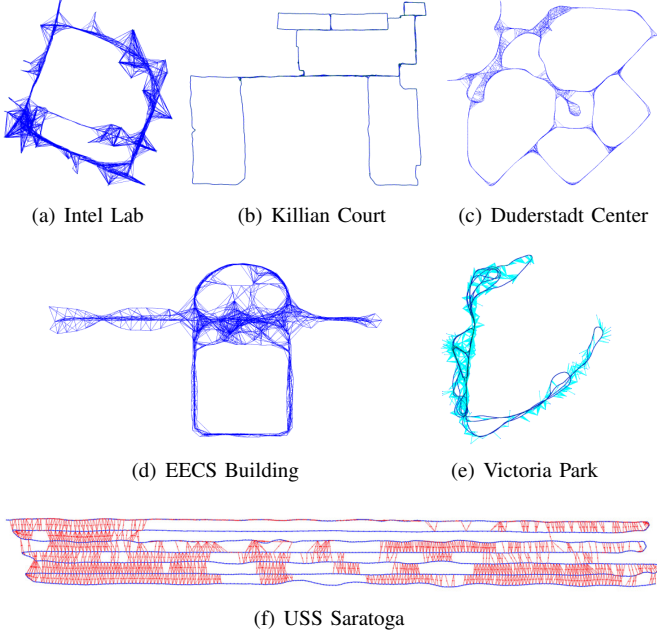 (a) Intel Lab
(b) Killian Court
(c) Duderstadt Center
(d) EECS Building
(e) Victoria Park
(f) USS Saratoga